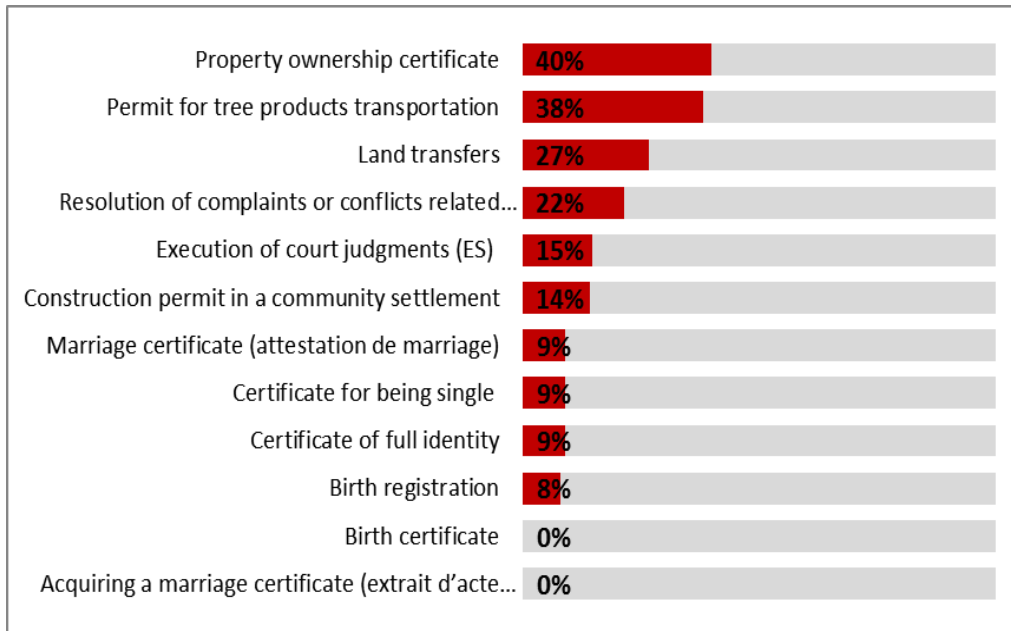 Property ownership certificate 40%
Permit for tree products transportation 38%
Land transfers 27%
Resolution of complaints or conflicts related... 22%
Execution of court judgments (ES) 15%
Construction permit in a community settlement 14%
Marriage certificate (attestation de marriage) 9%
Certificate for being single 9%
Certificate of full identity 9%
Birth registration 8%
Birth certificate 0%
Acquiring a marriage certificate (extrait d’acte... 0%